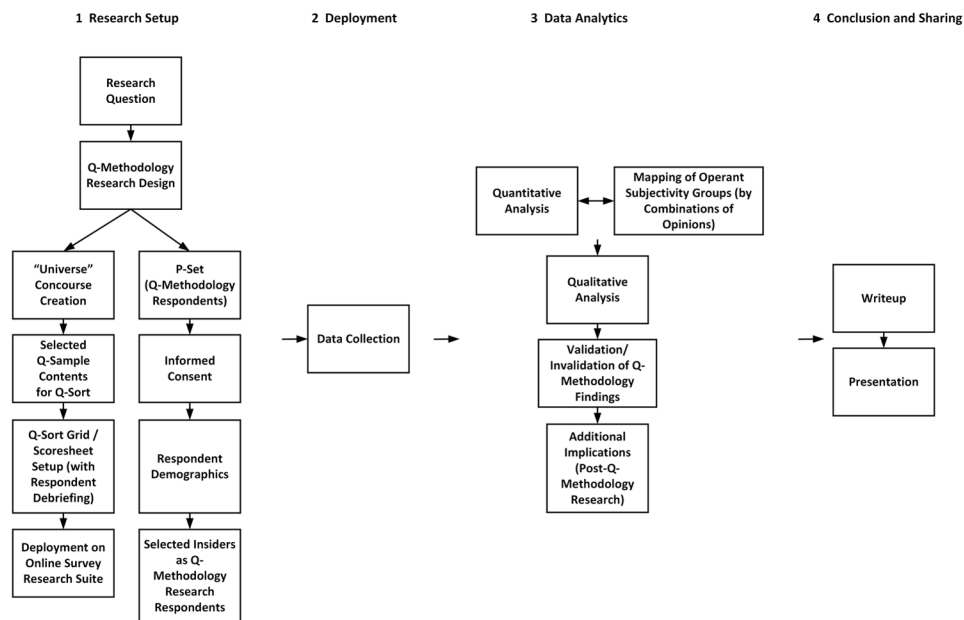 1 Research Setup
2 Deployment
3 Data Analytics
4 Conclusion and Sharing
Research
Question
Q-Methodology
Research Design
“Universe”
Concourse
Creation
Selected
Q-Sample
Contents
for Q-Sort
Q-Sort Grid /
Scoresheet
Setup (with
Respondent
Debriefing)
Deployment on
Online Survey
Research Suite
P-Set
(Q-Methodology
Respondents)
Informed
Consent
Respondent
Demographics
Selected Insiders
as Q-
Methodology
Research
Respondents
Data Collection
Quantitative
Analysis
Mapping of Operant
Subjectivity Groups (by
Combinations of
Opinions)
Qualitative
Analysis
Validation/
Invalidation of Q-
Methodology
Findings
Additional
Implications
(Post-Q-
Methodology
Research)
Writeup
Presentation